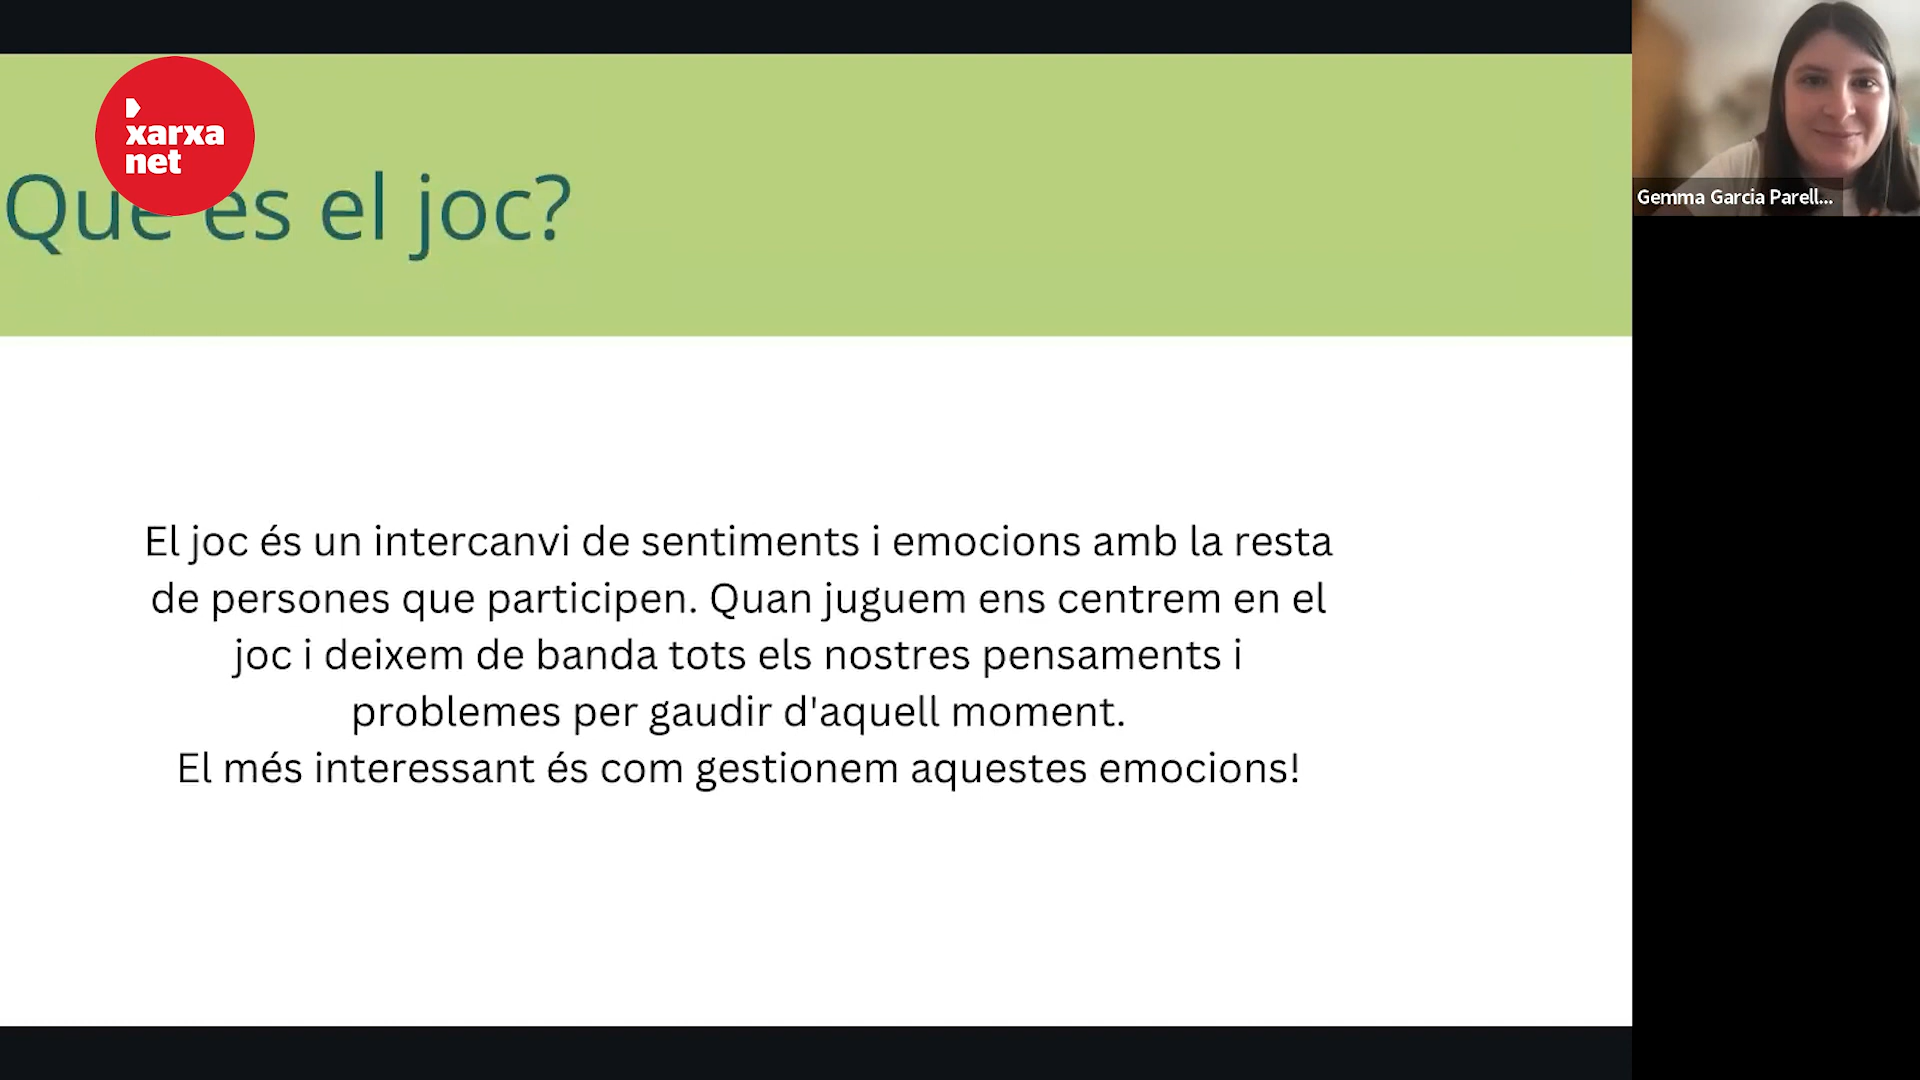 xarxa
net
Què és el joc?
Gemma Garcia Parell...
El joc és un intercanvi de sentiments i emocions amb la resta
de persones que participen. Quan juguem ens centrem en el
joc i deixem de banda tots els nostres pensaments i
problemes per gaudir d'aquell moment.
El més interessant és com gestionem aquestes emocions!